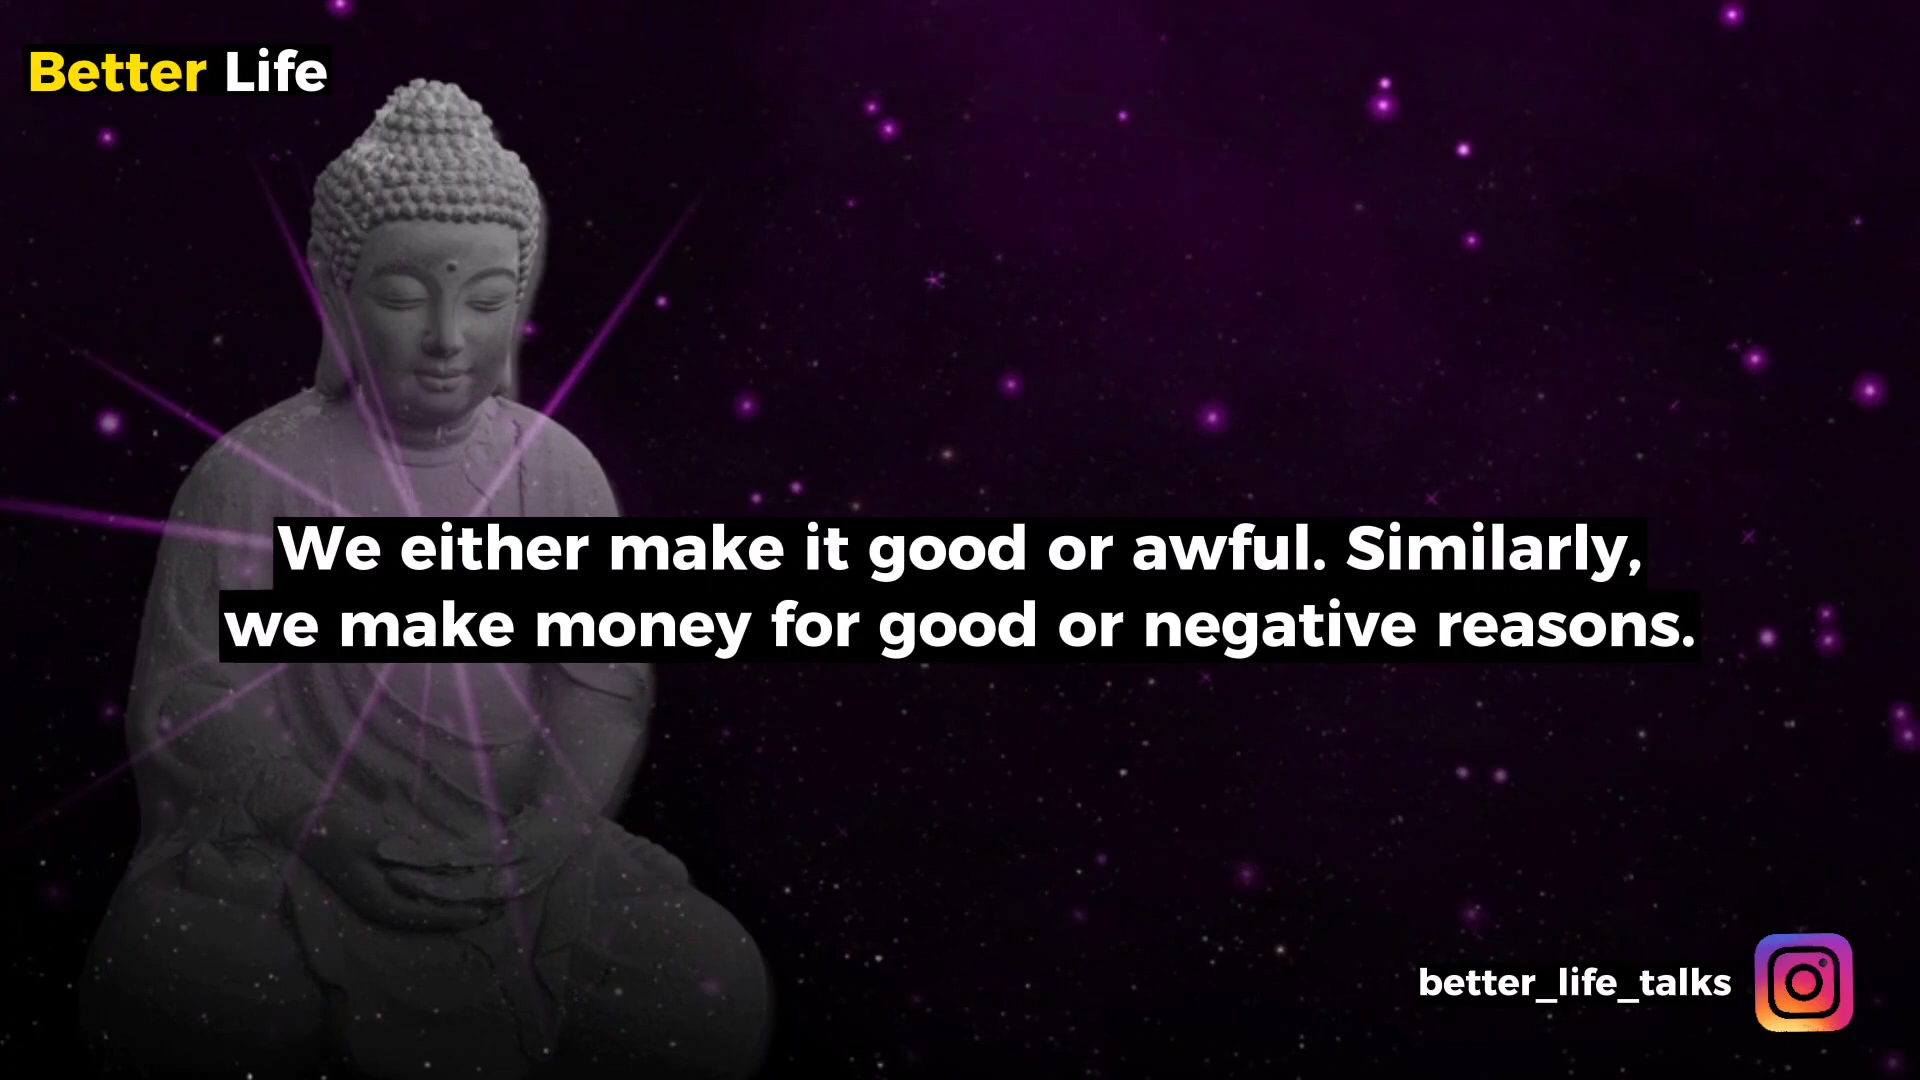 Better Life
We either make it good or awful. Similarly,
we make money for good or negative reasons.
better_life_talks